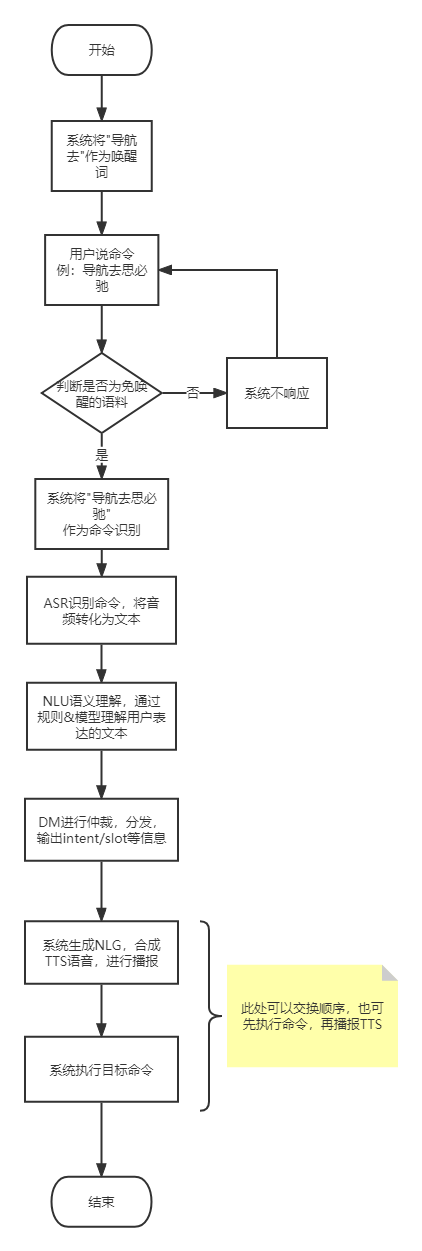 开始
系统将"导航
去"作为唤醒
词
用户说命令
例：导航去思必
驰
判断是否为免唤
醒的语料
否
系统不响应
是
系统将"导航去思必
驰"
作为命令识别
ASR识别命令，将音
频转化为文本
NLU语义理解，通过
规则&模型理解用户表
达的文本
DM进行仲裁，分发，
输出intent/slot等信息
系统生成NLG，合成
TTS语音，进行播报
此处可以交换顺序，也可
先执行命令，再播报TTS
系统执行目标命令
结束